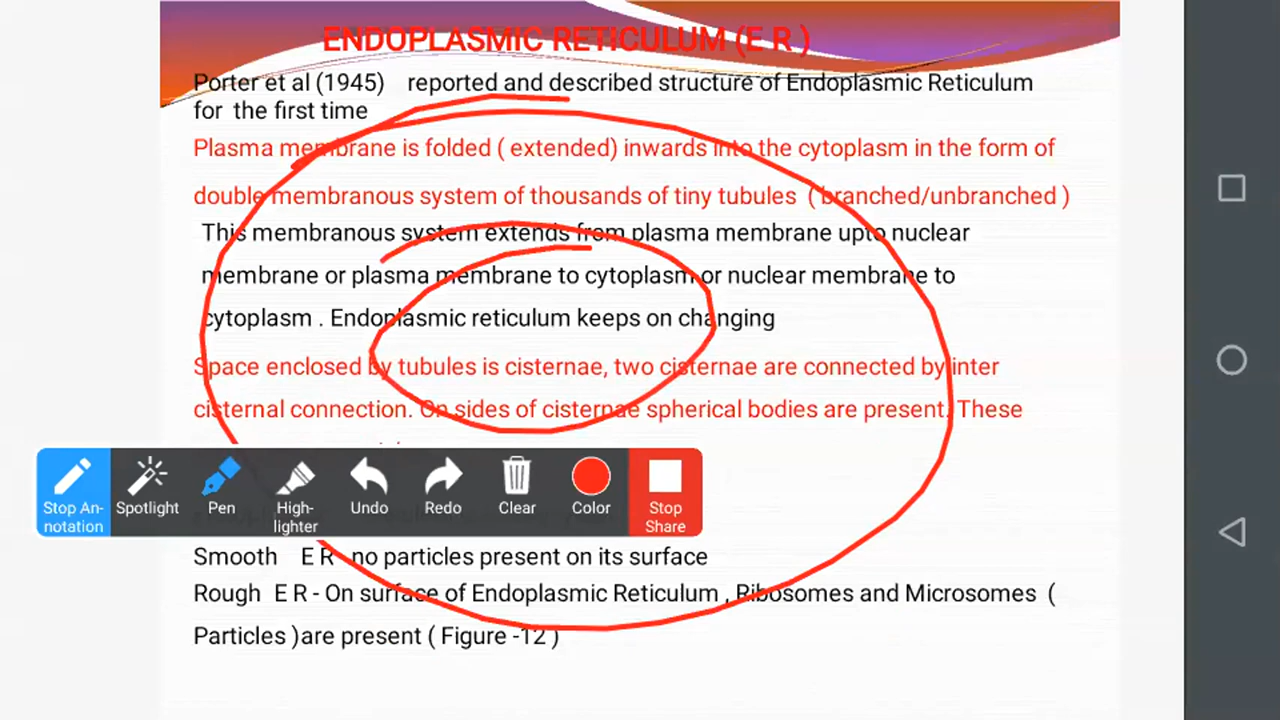 ENDOPLASMIC RETICULUM (E R )
Porter et al (1945) reported and described structure of Endoplasmic Reticulum
for the first time
Plasma membrane is folded ( extended) inwards into the cytoplasm in the form of
double membranous system of thousands of tiny tubules ( branched/unbranched )
This membranous system extends from plasma membrane upto nuclear
membrane or plasma membrane to cytoplasm or nuclear membrane to
cytoplasm . Endoplasmic reticulum keeps on changing
Space enclosed by tubules is cisternae, two cisternae are connected by inter
cisternal connection. On sides of cisternae spherical bodies are present. These
Stop An-
notation
Spotlight
Pen
High-
lighter
Undo
Redo
Clear
Color
Stop
Share
Smooth E R - no particles present on its surface
Rough E R - On surface of Endoplasmic Reticulum , Ribosomes and Microsomes (
Particles )are present ( Figure -12 )